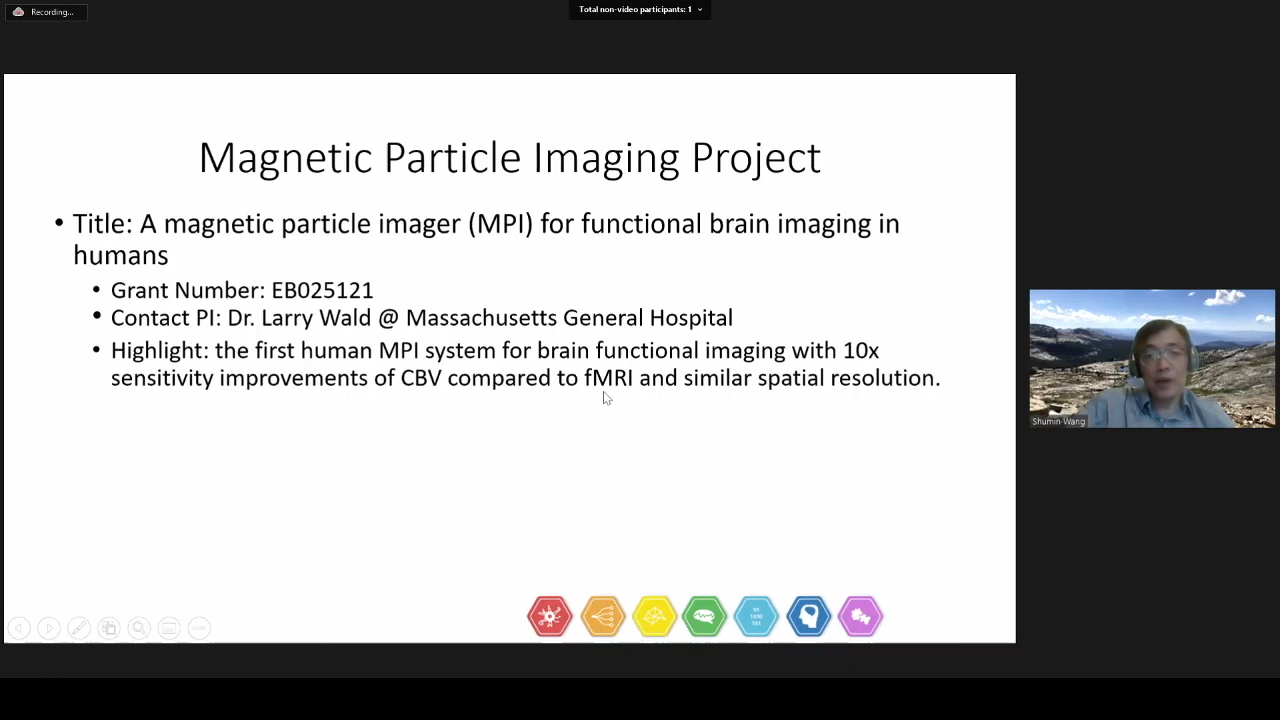 Recording...
Total non-video participants: 1
Magnetic Particle Imaging Project
• Title: A magnetic particle imager (MPI) for functional brain imaging in
humans
• Grant Number: EB025121
• Contact PI: Dr. Larry Wald @ Massachusetts General Hospital
• Highlight: the first human MPI system for brain functional imaging with 10x
sensitivity improvements of CBV compared to fMRI and similar spatial resolution.
Shumin Wang
01
1010
101